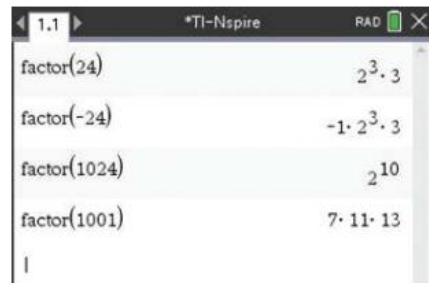 1.1 *TI-Nspire RAD
factor(24) 2³·3
factor(-24) -1·2³·3
factor(1024) 2¹⁰
factor(1001) 7·11·13